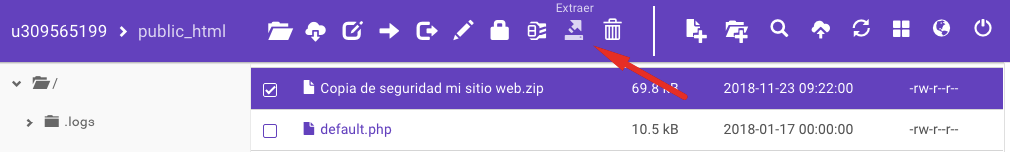 Extraer
u309565199 > public_html
/
Copia de seguridad mi sitio web.zip 69.8 kB 2018-11-23 09:22:00 -rw-r--r--
.logs
default.php 10.5 kB 2018-01-17 00:00:00 -rw-r--r--